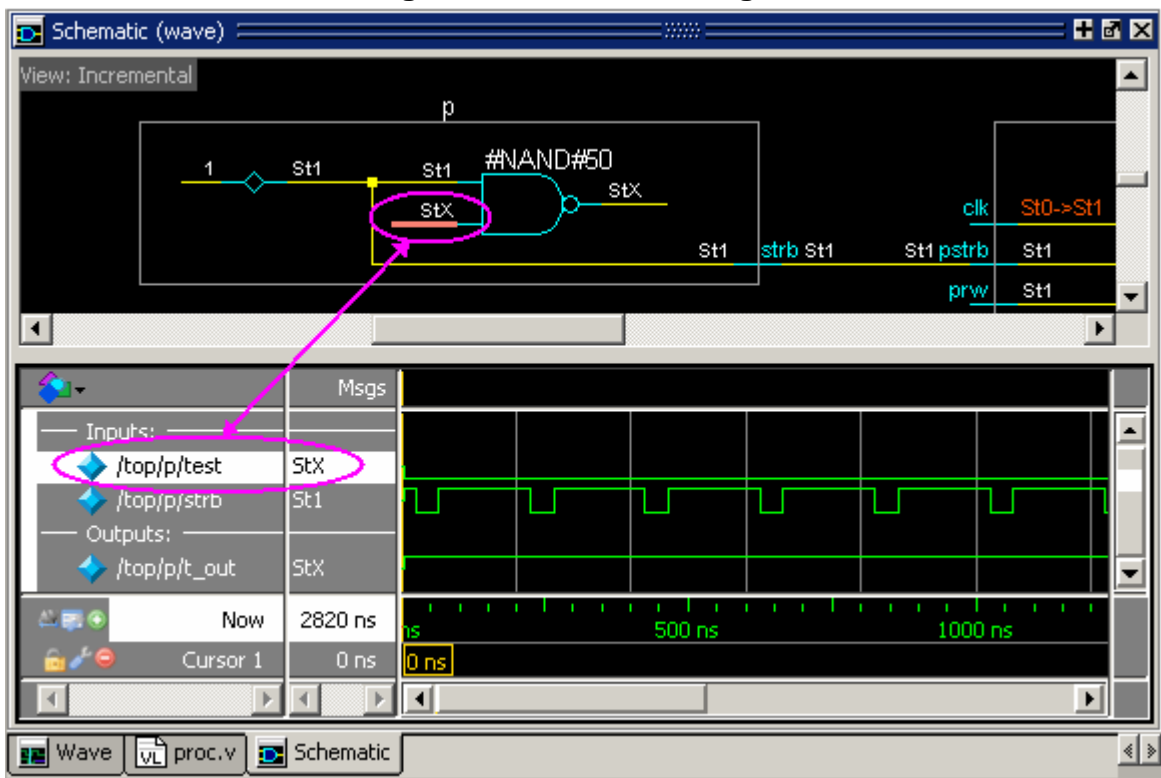 Schematic (wave)
View: Incremental
p
1 St1 St1 #NAND#50
StX StX
clk St0->St1
St1 strb St1 St1 pstrb St1
prw St1
Msgs
Inputs:
/top/p/test StX
/top/p/strb St1
Outputs:
/top/p/t_out StX
Now 2820 ns ns 500 ns 1000 ns
Cursor 1 0 ns 0 ns
Wave VL proc.v Schematic